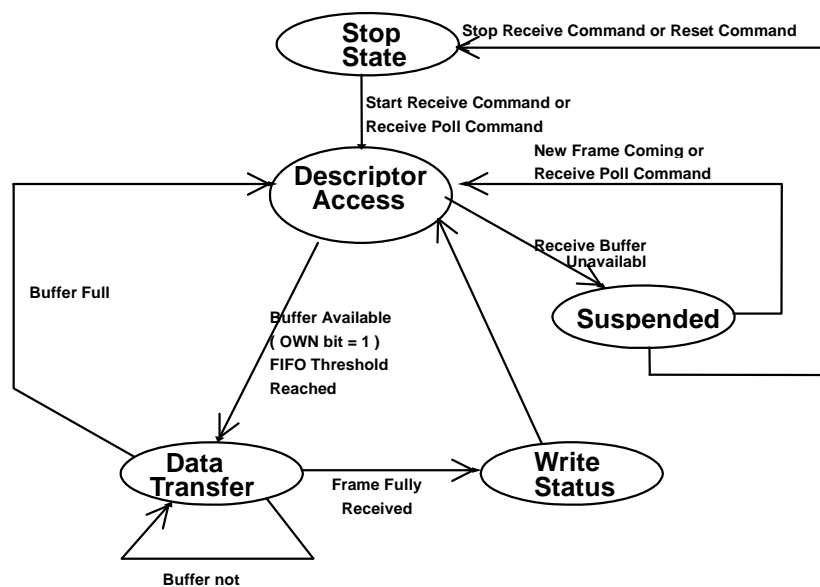 Stop
State
Stop Receive Command or Reset Command
Start Receive Command or
Receive Poll Command
New Frame Coming or
Receive Poll Command
Descriptor
Access
Receive Buffer
Unavailabl
Buffer Full
Suspended
Buffer Available
( OWN bit = 1 )
FIFO Threshold
Reached
Data
Transfer
Frame Fully
Received
Write
Status
Buffer not